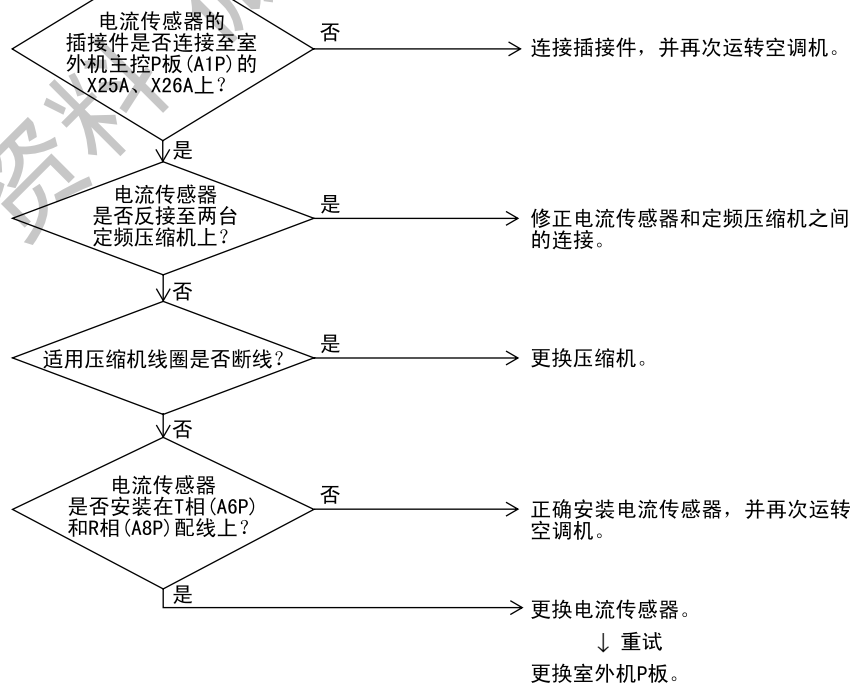 电流传感器的
插接件是否连接至室
外机主控P板(A1P)的
X25A、X26A上？
否
连接插接件，并再次运转空调机。
是
电流传感器
是否反接至两台
定频压缩机上？
是
修正电流传感器和定频压缩机之间
的连接。
否
适用压缩机线圈是否断线？
是
更换压缩机。
否
电流传感器
是否安装在T相(A6P)
和R相(A8P)配线上？
否
正确安装电流传感器，并再次运转
空调机。
是
更换电流传感器。
↓ 重试
更换室外机P板。
资料